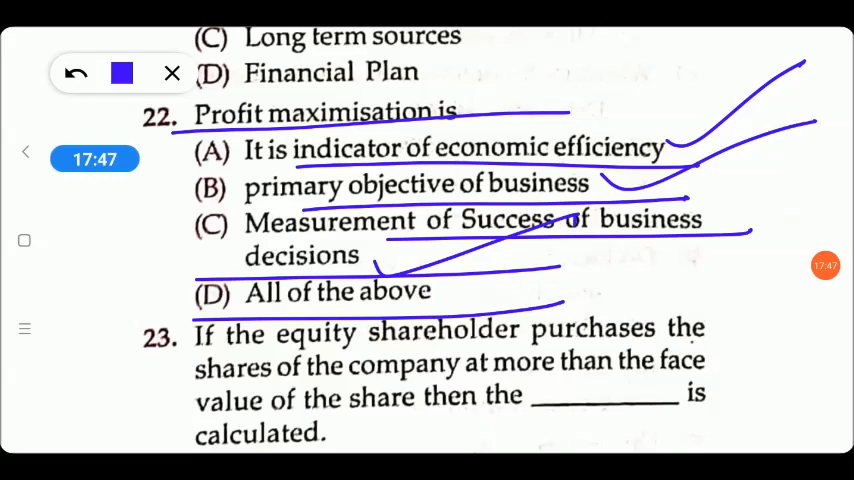 (C) Long term sources
(D) Financial Plan
22. Profit maximisation is
(A) It is indicator of economic efficiency
17:47
(B) primary objective of business
(C) Measurement of Success of business
decisions
17:47
(D) All of the above
23. If the equity shareholder purchases the
shares of the company at more than the face
value of the share then the __________ is
calculated.